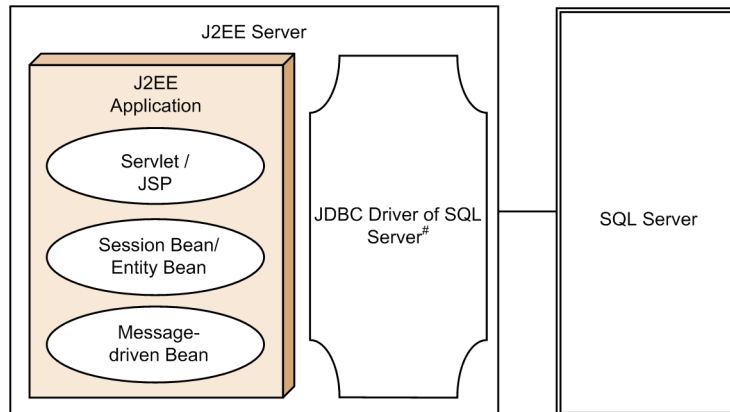 J2EE Server
J2EE
Application
Servlet /
JSP
Session Bean/
Entity Bean
Message-
driven Bean
JDBC Driver of SQL
Server#
SQL Server